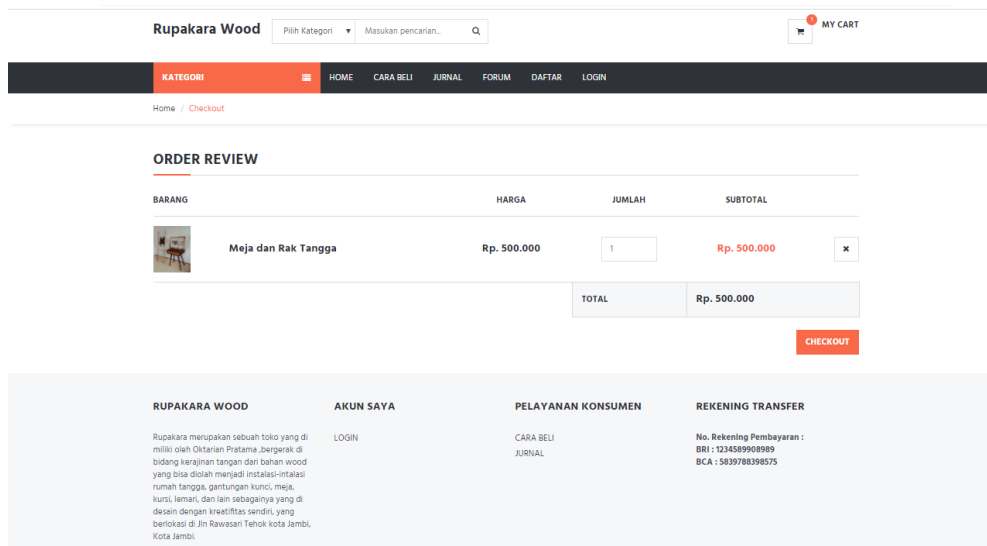 Rupakara Wood
Pilih Kategori
Masukan pencarian..
1
MY CART
KATEGORI
HOME
CARA BELI
JURNAL
FORUM
DAFTAR
LOGIN
Home / Checkout
ORDER REVIEW
BARANG HARGA JUMLAH SUBTOTAL
Meja dan Rak Tangga Rp. 500.000 1 Rp. 500.000
TOTAL Rp. 500.000
CHECKOUT
RUPAKARA WOOD
Rupakara merupakan sebuah toko yang di
miliki oleh Oktarian Pratama ,bergerak di
bidang kerajinan tangan dari bahan wood
yang bisa diolah menjadi instalasi-intalasi
rumah tangga, gantungan kunci, meja,
kursi, lemari, dan lain sebagainya yang di
desain dengan kreatifitas sendiri, yang
berlokasi di Jln Rawasari Tehok kota Jambi,
Kota Jambi.
AKUN SAYA
LOGIN
PELAYANAN KONSUMEN
CARA BELI
JURNAL
REKENING TRANSFER
No. Rekening Pembayaran :
BRI : 1234589908989
BCA : 5839788398575